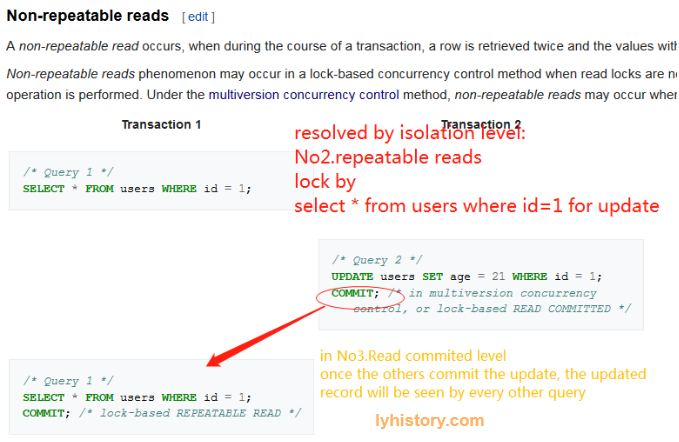 Non-repeatable reads [ edit ]
A non-repeatable read occurs, when during the course of a transaction, a row is retrieved twice and the values
Non-repeatable reads phenomenon may occur in a lock-based concurrency control method when read locks are
operation is performed. Under the multiversion concurrency control method, non-repeatable reads may occur
Transaction 1
Transaction 2
resolved by isolation level:
No2.repeatable reads
lock by
select * from users where id=1 for update
/* Query 1 */
SELECT * FROM users WHERE id = 1;
/* Query 2 */
UPDATE users SET age = 21 WHERE id = 1;
COMMIT; /* in multiversion concurrency
control, or lock-based READ COMMITTED */
in No3.Read commited level
once the others commit the update, the updated
record will be seen by every other query
/* Query 1 */
SELECT * FROM users WHERE id = 1;
COMMIT; /* lock-based REPEATABLE READ */
lyhistory.com